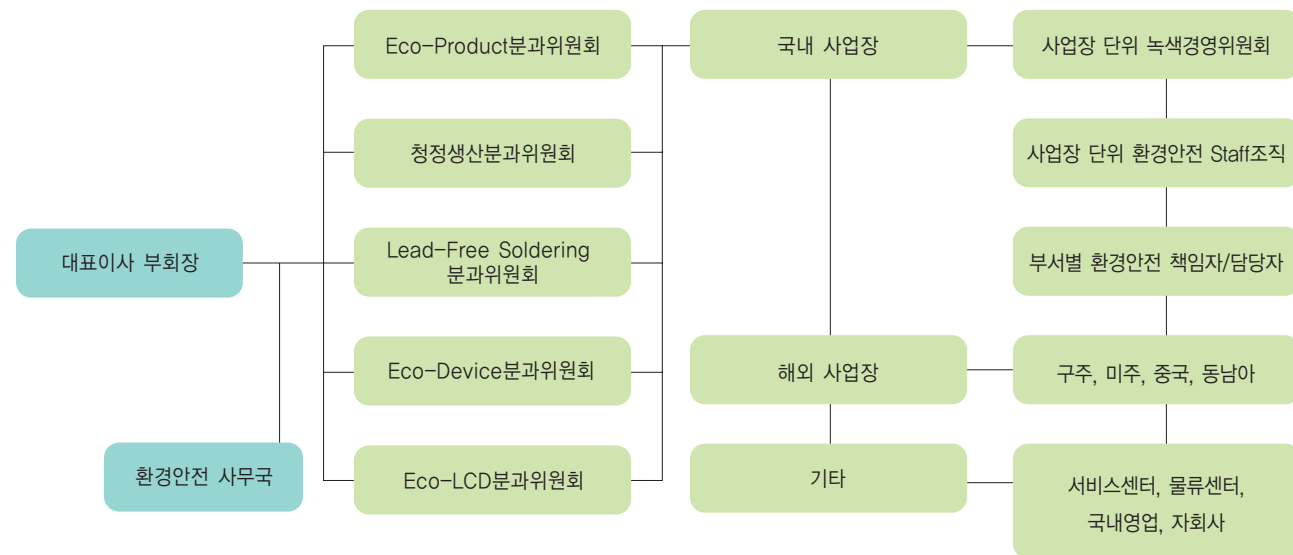 Eco-Product분과위원회
국내 사업장
사업장 단위 녹색경영위원회
청정생산분과위원회
사업장 단위 환경안전 Staff조직
대표이사 부회장
Lead-Free Soldering
분과위원회
부서별 환경안전 책임자/담당자
Eco-Device분과위원회
해외 사업장
구주, 미주, 중국, 동남아
환경안전 사무국
Eco-LCD분과위원회
기타
서비스센터, 물류센터,
국내영업, 자회사